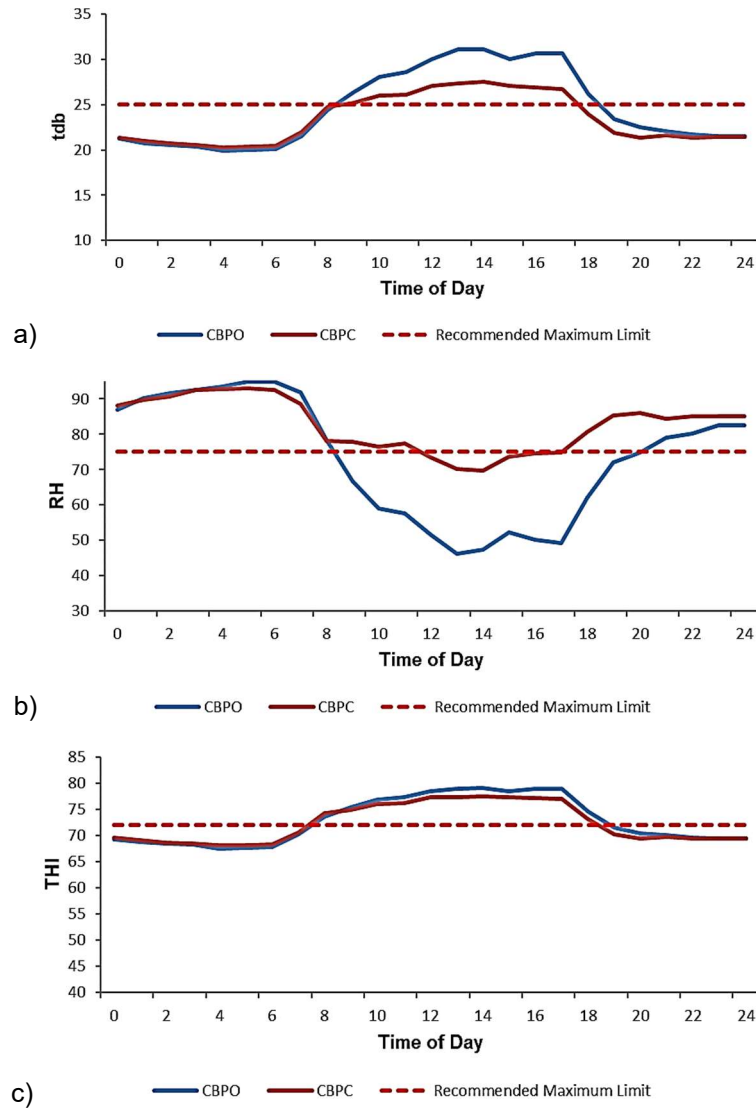 35
30
25
20
15
10
tdb
0 2 4 6 8 10 12 14 16 18 20 22 24
Time of Day
a)
CBPO CBPC Recommended Maximum Limit
90
80
70
60
50
40
30
RH
0 2 4 6 8 10 12 14 16 18 20 22 24
Time of Day
b)
CBPO CBPC Recommended Maximum Limit
85
80
75
70
65
60
55
50
45
40
THI
0 2 4 6 8 10 12 14 16 18 20 22 24
Time of Day
c)
CBPO CBPC Recommended Maximum Limit